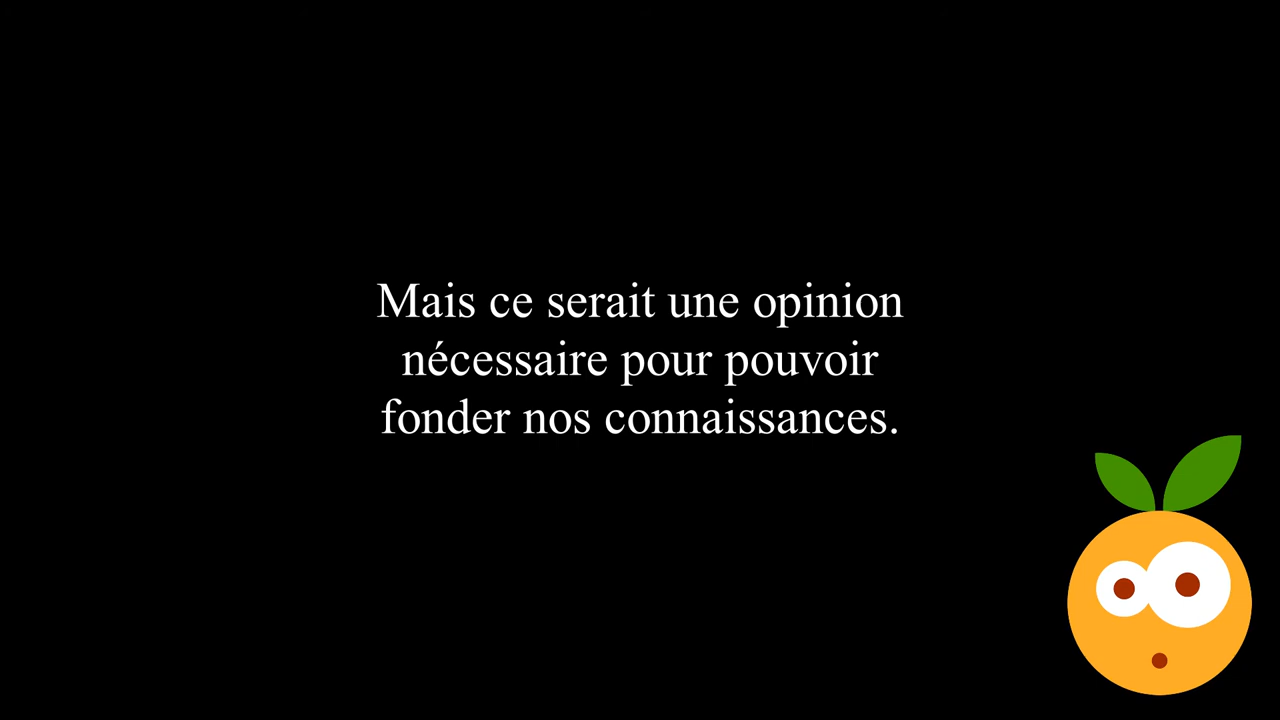 Mais ce serait une opinion
nécessaire pour pouvoir
fonder nos connaissances.